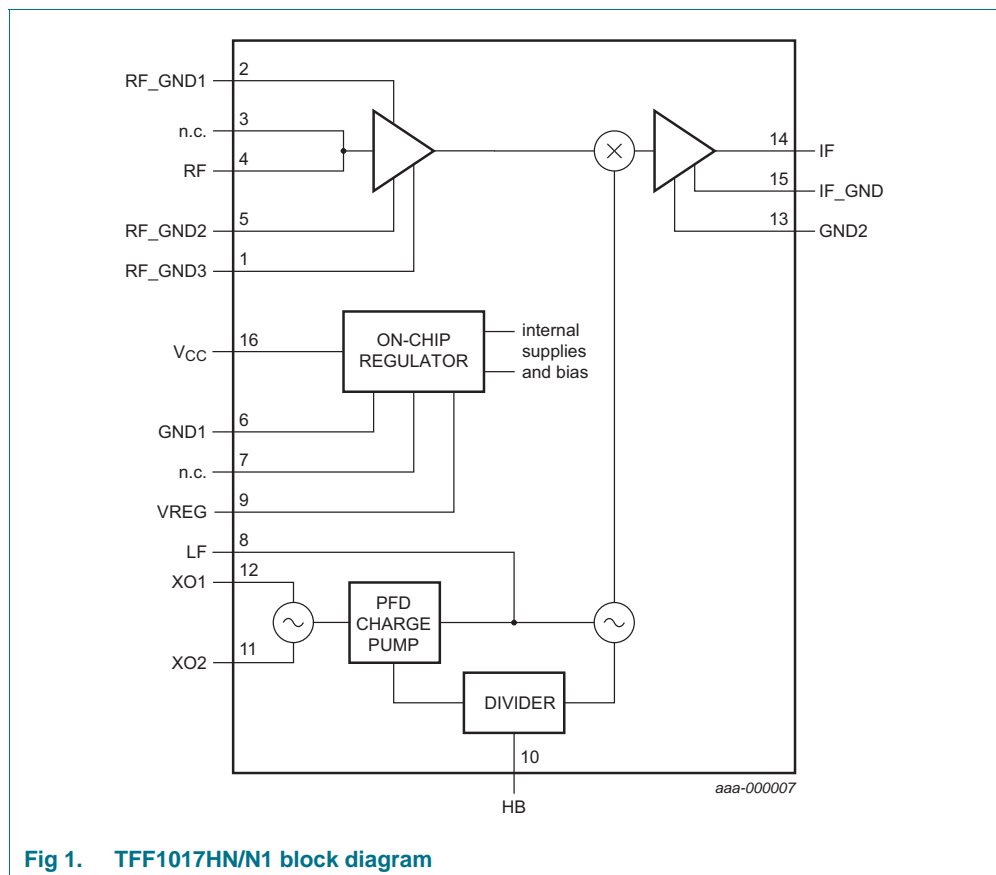 2
RF_GND1
3
n.c.
4
RF
5
RF_GND2
1
RF_GND3
14
IF
15
IF_GND
13
GND2
16
VCC
ON-CHIP
REGULATOR
internal
supplies
and bias
6
GND1
7
n.c.
9
VREG
8
LF
12
XO1
PFD
CHARGE
PUMP
11
XO2
DIVIDER
10
HB
aaa-000007
Fig 1. TFF1017HN/N1 block diagram